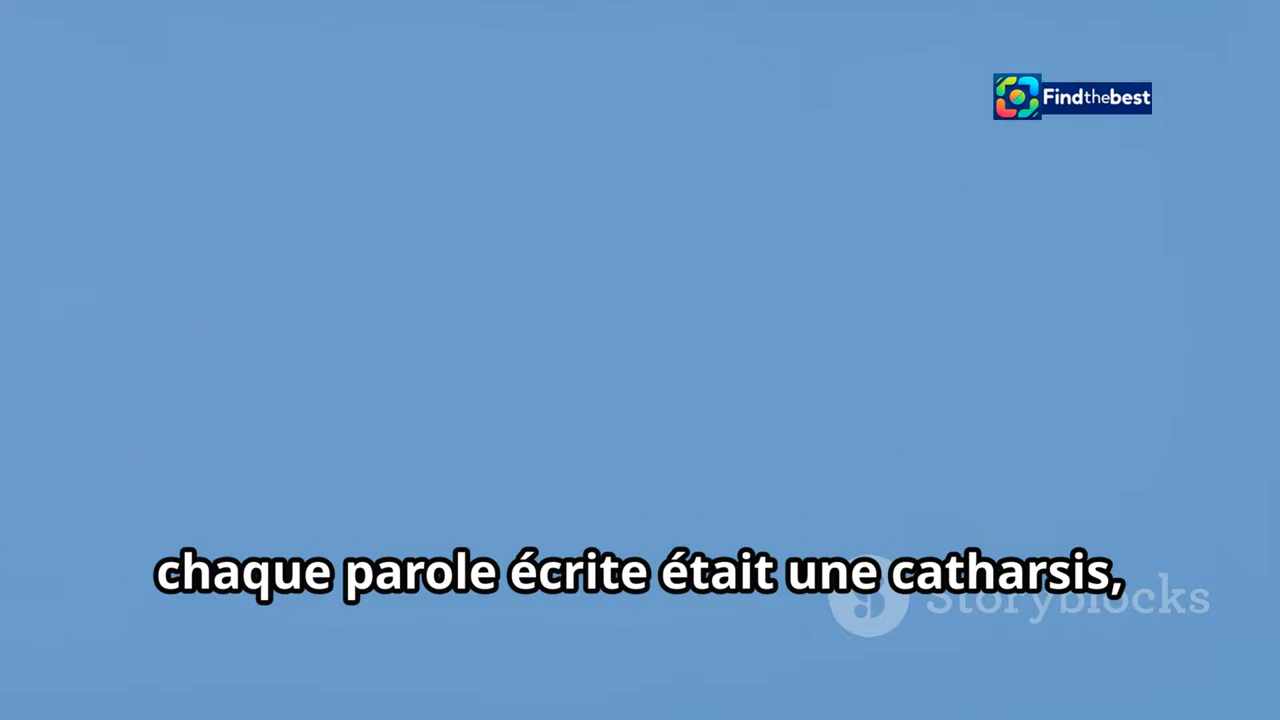 Findthebest
chaque parole écrite était une catharsis,
Storyblocks